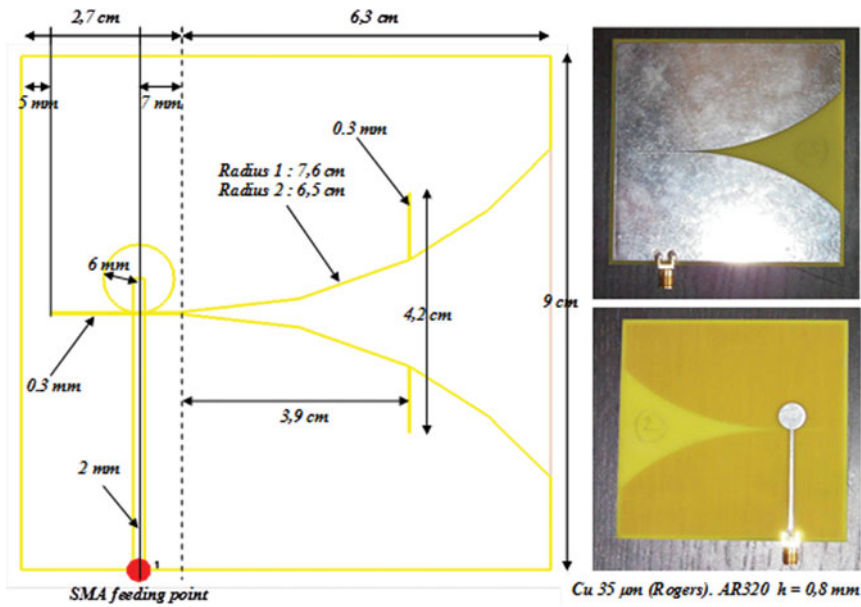 2,7 cm
6,3 cm
5 mm
7 mm
0.3 mm
Radius 1 : 7,6 cm
Radius 2 : 6,5 cm
6 mm
4,2 cm
9 cm
0.3 mm
3,9 cm
2 mm
1
SMA feeding point
Cu 35 µm (Rogers). AR320 h = 0,8 mm
2